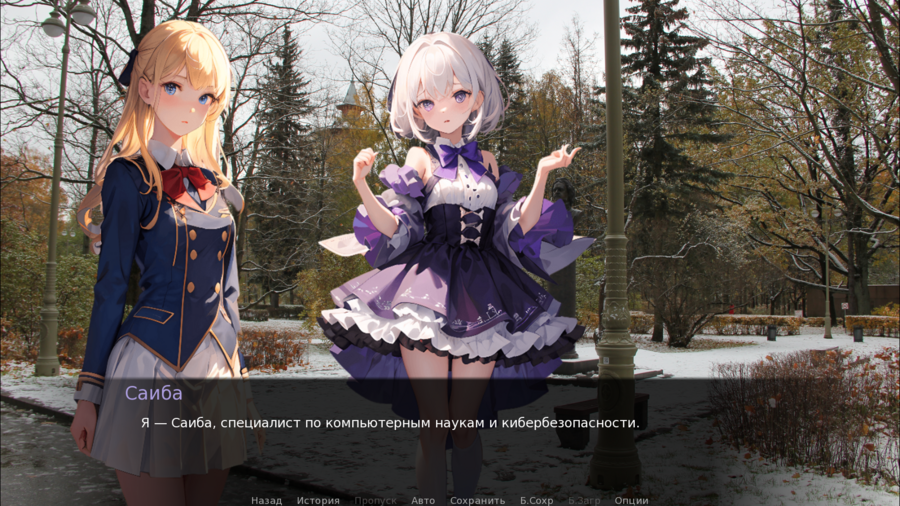 Саиба
Я — Саиба, специалист по компьютерным наукам и кибербезопасности.
Назад История Пропуск Авто Сохранить Б.Сохр Б.Загр Опции